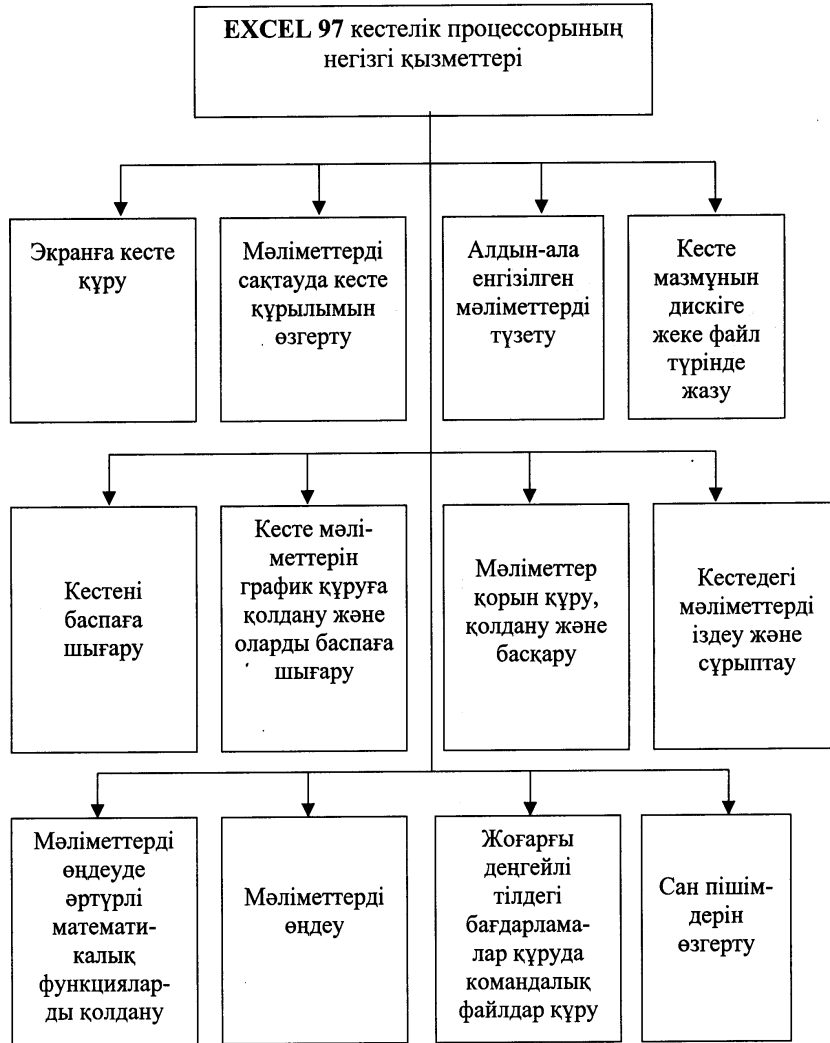 EXCEL 97 кестелік процессорының
негізгі қызметтері
Экранға кесте
құру
Мәліметтерді
сақтауда кесте
құрылымын
өзгерту
Алдын-ала
енгізілген
мәліметтерді
түзету
Кесте
мазмұнын
дискіге
жеке файл
түрінде
жазу
Кестені
баспаға
шығару
Кесте мәлі-
меттерін
график құруға
қолдану және
оларды баспаға
шығару
Мәліметтер
қорын құру,
қолдану және
басқару
Кестедегі
мәліметтерді
іздеу және
сұрыптау
Мәліметтерді
өңдеуде
әртүрлі
математи-
калық
функциялар-
ды қолдану
Мәліметтерді
өңдеу
Жоғарғы
деңгейлі
тілдегі
бағдарлама-
лар құруда
командалық
файлдар құру
Сан пішім-
дерін
өзгерту